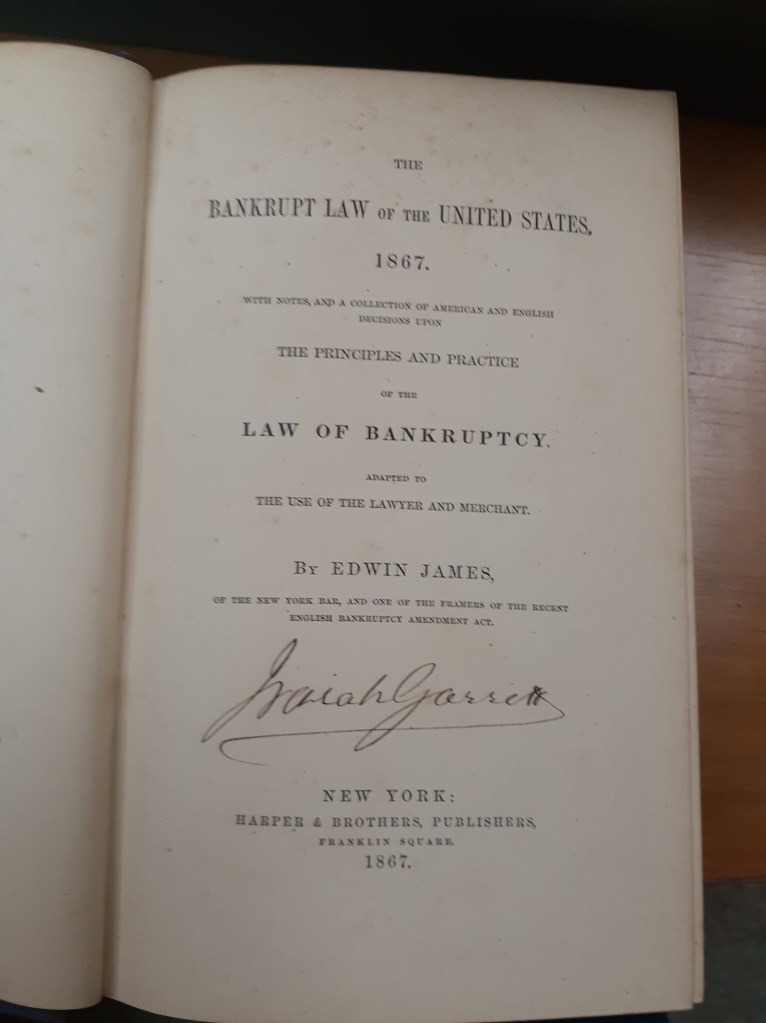 THE
BANKRUPT LAW OF THE UNITED STATES,
1867.
WITH NOTES, AND A COLLECTION OF AMERICAN AND ENGLISH
DECISIONS UPON
THE PRINCIPLES AND PRACTICE
OF THE
LAW OF BANKRUPTCY.
ADAPTED TO
THE USE OF THE LAWYER AND MERCHANT.
BY EDWIN JAMES,
OF THE NEW YORK BAR, AND ONE OF THE FRAMERS OF THE RECENT
ENGLISH BANKRUPTCY AMENDMENT ACT.
Isaiah Garrett
NEW YORK:
HARPER & BROTHERS, PUBLISHERS,
FRANKLIN SQUARE.
1867.